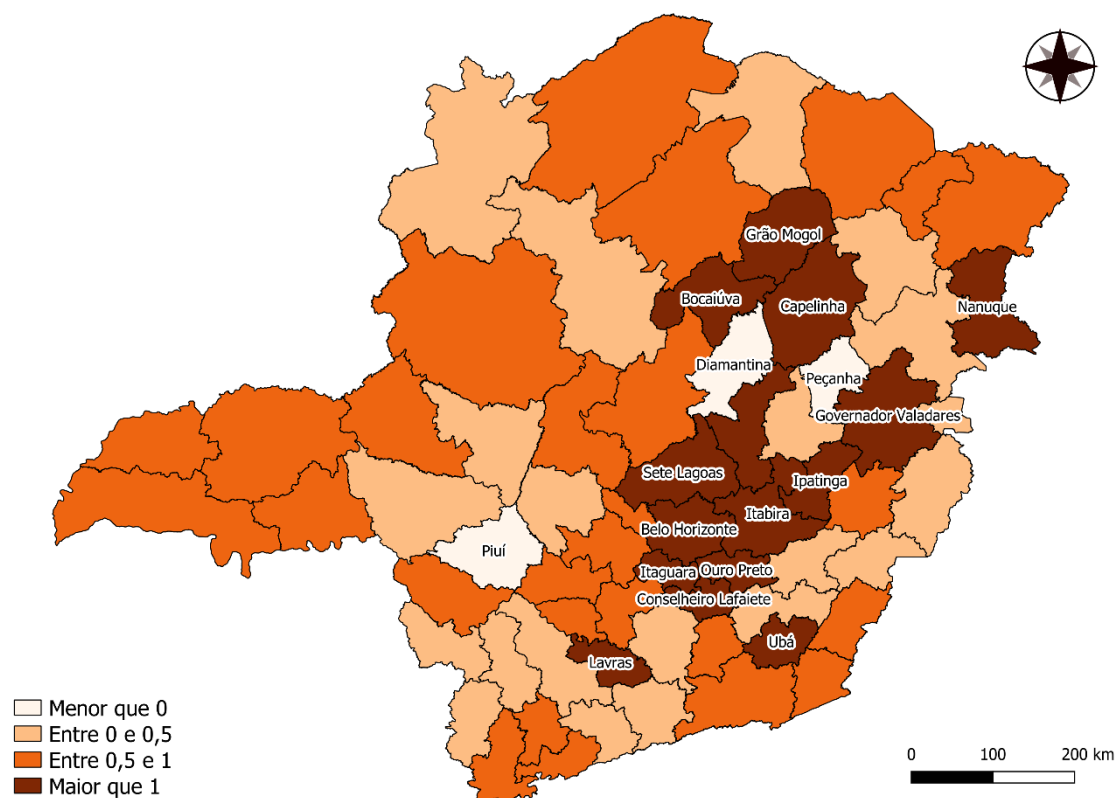 Grão Mogol
Bocaiúva
Capelinha
Nanuque
Diamantina
Peçanha
Governador Valadares
Sete Lagoas
Ipatinga
Itabira
Belo Horizonte
Piuí
Itaguara
Ouro Preto
Conselheiro Lafaiete
Ubá
Lavras
Menor que 0
Entre 0 e 0,5
Entre 0,5 e 1
Maior que 1
0 100 200 km